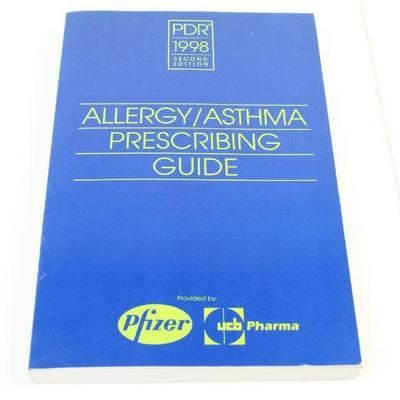 PDR®
1998
SECOND
EDITION
ALLERGY/ASTHMA
PRESCRIBING
GUIDE
Provided by:
Pfizer
ucb Pharma